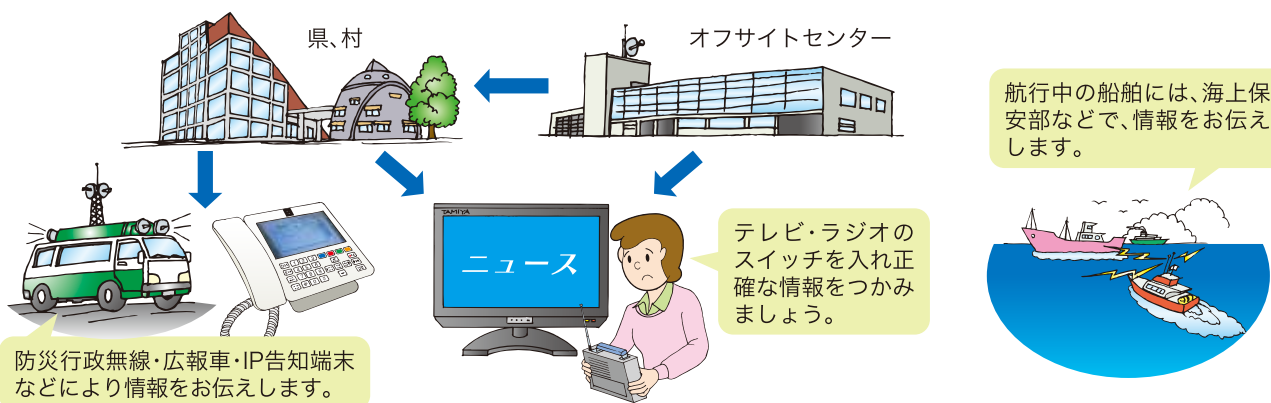 県、村
オフサイトセンター
航行中の船舶には、海上保
安部などで、情報をお伝え
します。
TAMIYA
ニュース
テレビ・ラジオの
スイッチを入れ正
確な情報をつかみ
ましょう。
防災行政無線・広報車・IP告知端末
などにより情報をお伝えします。